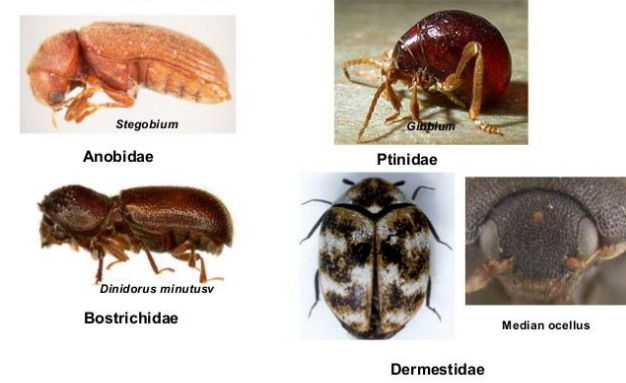 Stegobium
Anobidae
Gibbium
Ptinidae
Dinidorus minutusv
Bostrichidae
Median ocellus
Dermestidae